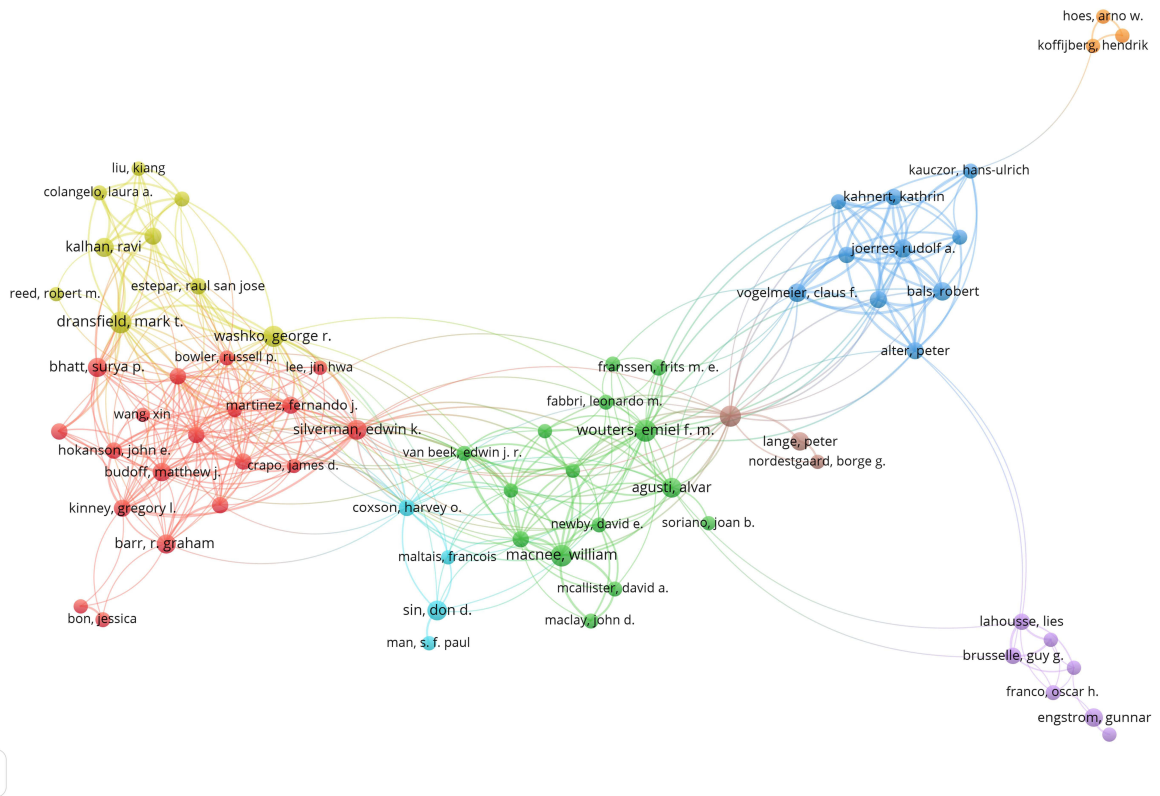 hoes, arno w.
koffijberg, hendrik
liu, kiang
kauczor, hans-ulrich
colangelo, laura a.
kahnert, kathrin
kalhan, ravi
joerres, rudolf a.
estepar, raul san jose
reed, robert m.
vogelmeier, claus f.
bals, robert
dransfield, mark t.
washko, george r.
alter, peter
bowler, russell p.
bhatt, surya p.
lee, jin hwa
franssen, frits m. e.
fabbri, leonardo m.
martinez, fernando j.
wang, xin
silverman, edwin k.
wouters, emiel f. m.
lange, peter
hokanson, john e.
van beek, edwin j. r.
nordestgaard, borge g.
crapo, james d.
budoff, matthew j.
agusti, alvar
kinney, gregory l.
coxson, harvey o.
newby, david e.
soriano, joan b.
barr, r. graham
maltais, francois
macnee, william
mcallister, david a.
sin, don d.
bon, jessica
maclay, john d.
lahousse, lies
man, s. f. paul
brusselle, guy g.
franco, oscar h.
engstrom, gunnar